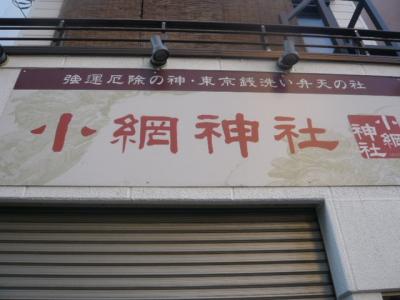 強運厄除の神・東京銭洗い弁天の社
小網神社
小網
神社